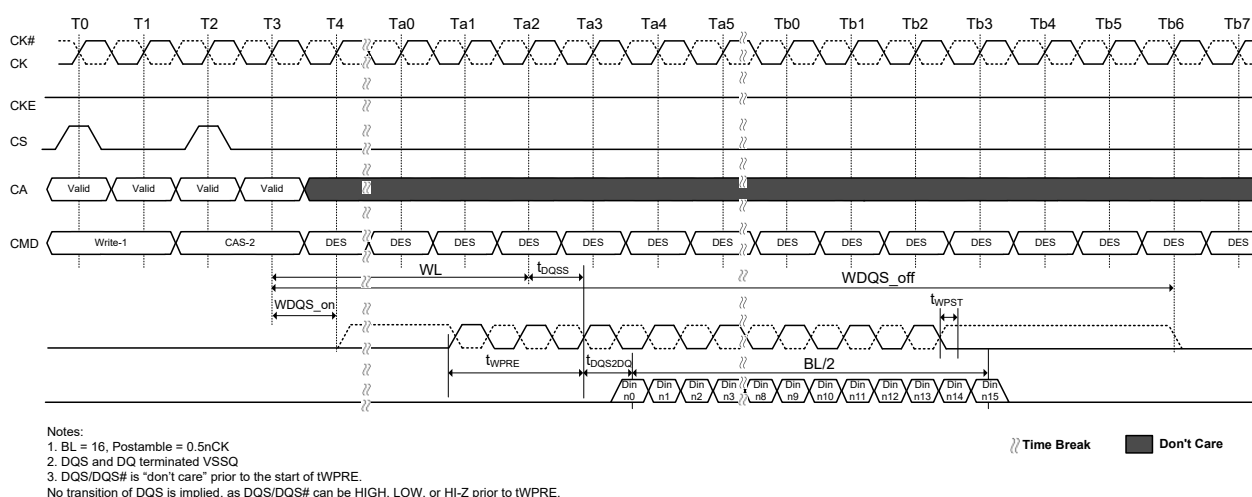 T0 T1 T2 T3 T4 Ta0 Ta1 Ta2 Ta3 Ta4 Ta5 Tb0 Tb1 Tb2 Tb3 Tb4 Tb5 Tb6 Tb7
CK#
CK
CKE
CS
CA Valid Valid Valid Valid
CMD Write-1 CAS-2 DES DES DES DES DES DES DES DES DES DES DES DES DES DES DES
WL tDQSS
WDQS_off
WDQS_on
tWPST
tWPRE tDQS2DQ BL/2
Din n0 Din n1 Din n2 Din n3 Din n8 Din n9 Din n10 Din n11 Din n12 Din n13 Din n14 Din n15
Notes:
1. BL = 16, Postamble = 0.5nCK
2. DQS and DQ terminated VSSQ
3. DQS/DQS# is “don't care” prior to the start of tWPRE.
No transition of DQS is implied, as DQS/DQS# can be HIGH, LOW, or HI-Z prior to tWPRE.
Time Break Don't Care